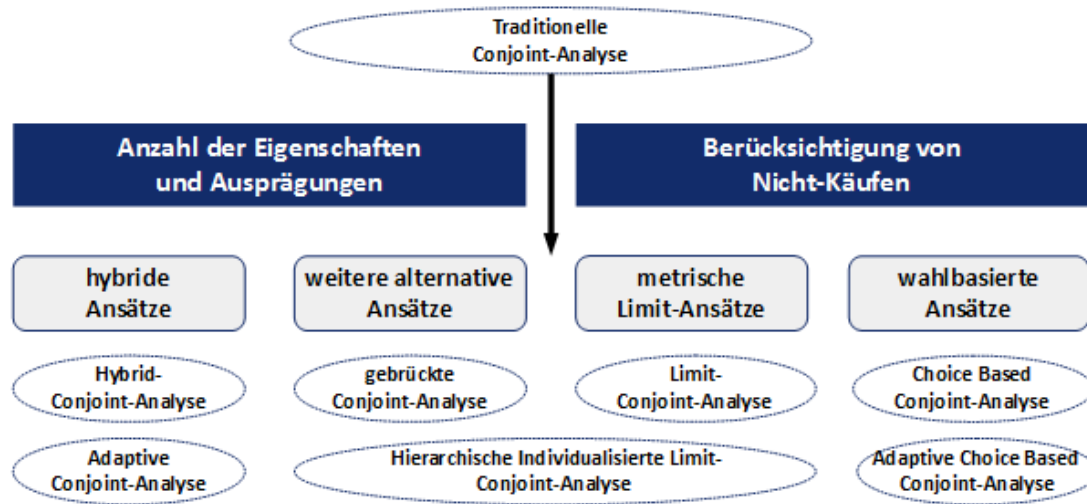 Traditionelle
Conjoint-Analyse
Anzahl der Eigenschaften
und Ausprägungen
Berücksichtigung von
Nicht-Käufen
hybride
Ansätze
weitere alternative
Ansätze
metrische
Limit-Ansätze
wahlbasierte
Ansätze
Hybrid-
Conjoint-Analyse
gebrückte
Conjoint-Analyse
Limit-
Conjoint-Analyse
Choice Based
Conjoint-Analyse
Adaptive
Conjoint-Analyse
Hierarchische Individualisierte Limit-
Conjoint-Analyse
Adaptive Choice Based
Conjoint-Analyse